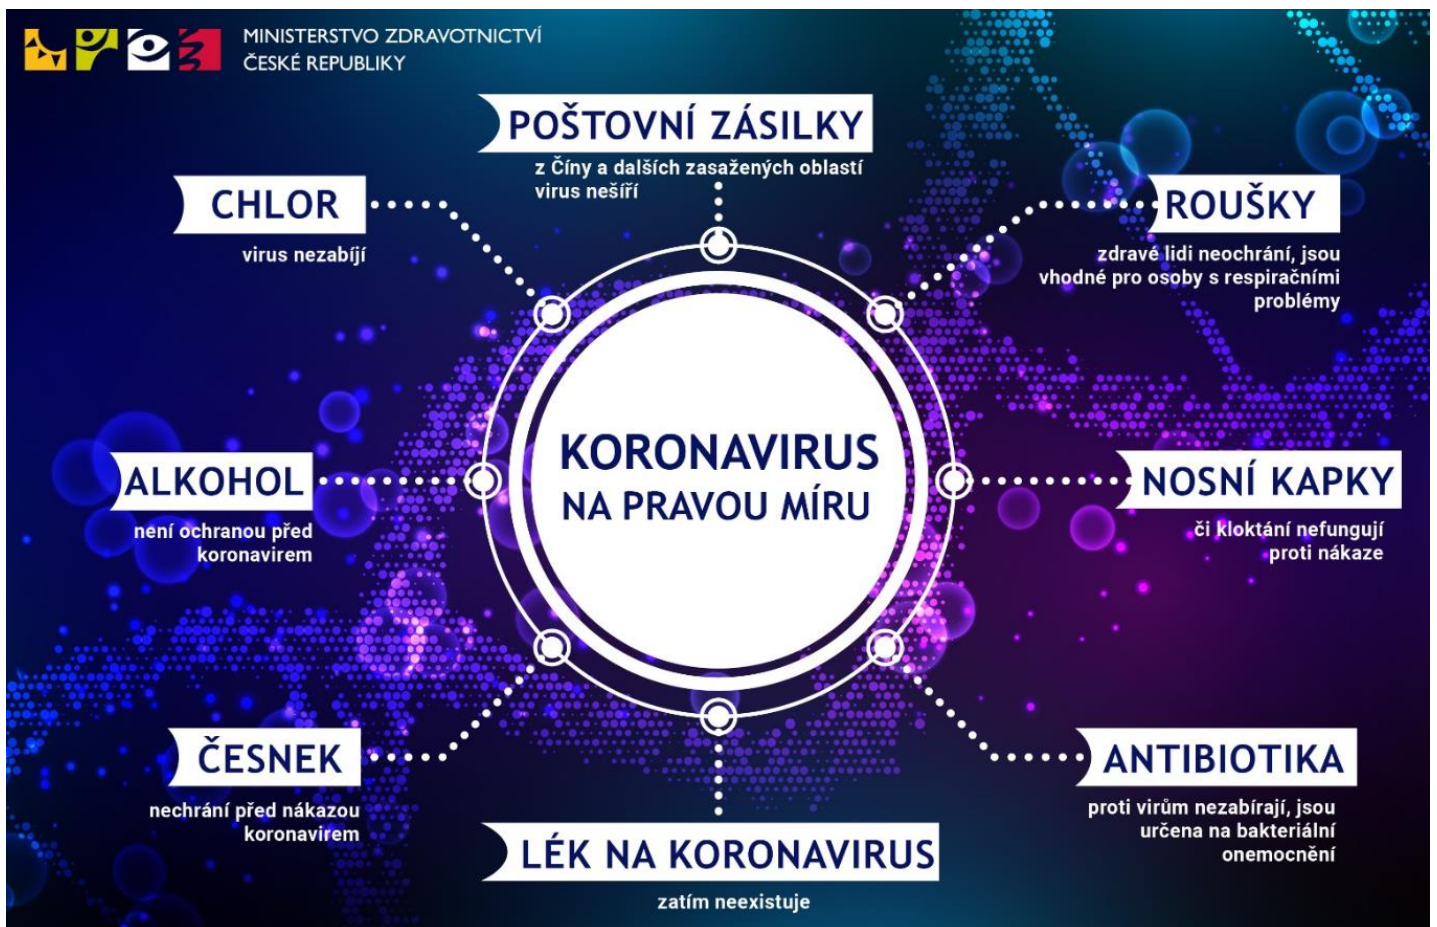 MINISTERSTVO ZDRAVOTNICTVÍ
ČESKÉ REPUBLIKY
POŠTOVNÍ ZÁSILKY
z Číny a dalších zasažených oblastí
virus nešíří
CHLOR
virus nezabíjí
ROUŠKY
zdravé lidi neochrání, jsou
vhodné pro osoby s respiračními
problémy
KORONAVIRUS
NA PRAVOU MÍRU
ALKOHOL
není ochranou před
koronavirem
NOSNÍ KAPKY
či kloktání nefungují
proti nákaze
ČESNEK
nechrání před nákazou
koronavirem
ANTIBIOTIKA
proti virům nezabírají, jsou
určena na bakteriální
onemocnění
LÉK NA KORONAVIRUS
zatím neexistuje